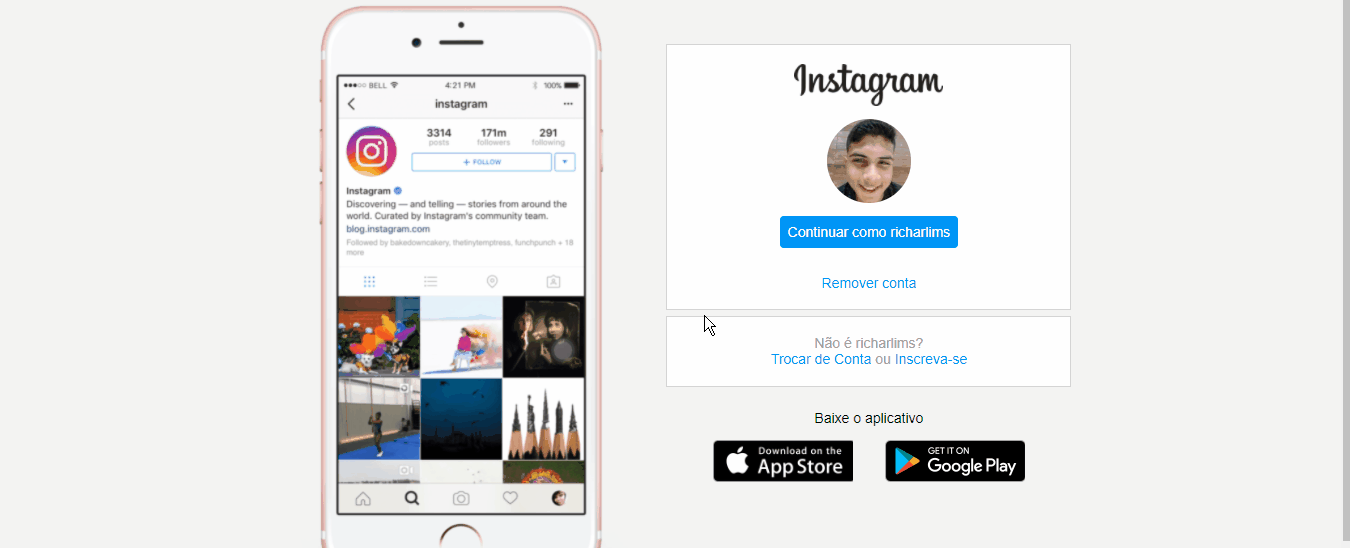 BELL 4:21 PM 100%
instagram
3314 171m 291
posts followers following
+ FOLLOW
Instagram
Discovering — and telling — stories from around the
world. Curated by Instagram's community team.
blog.instagram.com
Followed by bakedowncakery, thetinytemptress, funchpunch + 18
more
Instagram
Continuar como richarlims
Remover conta
Não é richarlims?
Trocar de Conta ou Inscreva-se
Baixe o aplicativo
Download on the
App Store
GET IT ON
Google Play